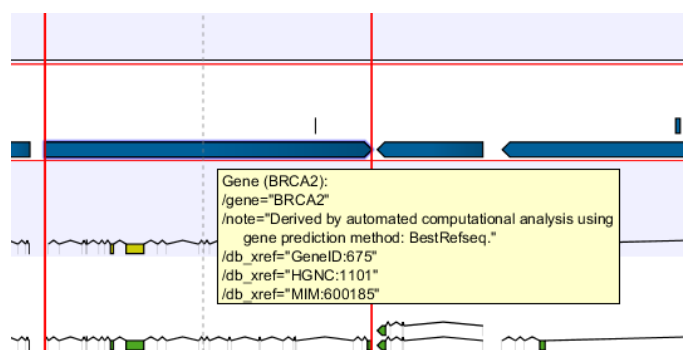 Gene (BRCA2):
/gene="BRCA2"
/note="Derived by automated computational analysis using
gene prediction method: BestRefseq."
/db_xref="GeneID:675"
/db_xref="HGNC:1101"
/db_xref="MIM:600185"